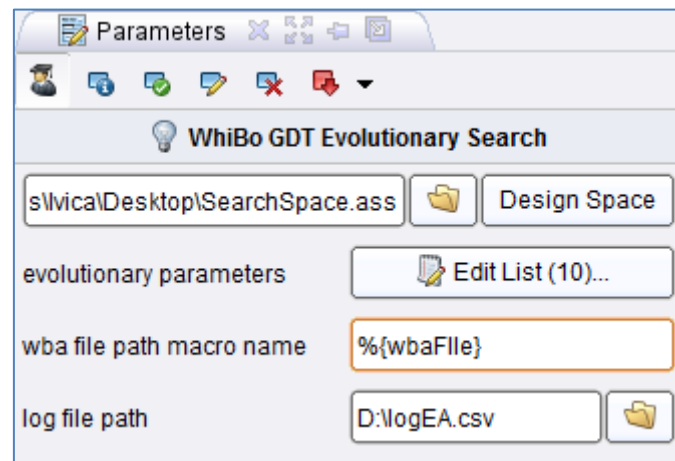 Parameters
WhiBo GDT Evolutionary Search
s\Ivica\Desktop\SearchSpace.ass Design Space
evolutionary parameters Edit List (10)...
wba file path macro name %{wbaFIle}
log file path D:\logEA.csv